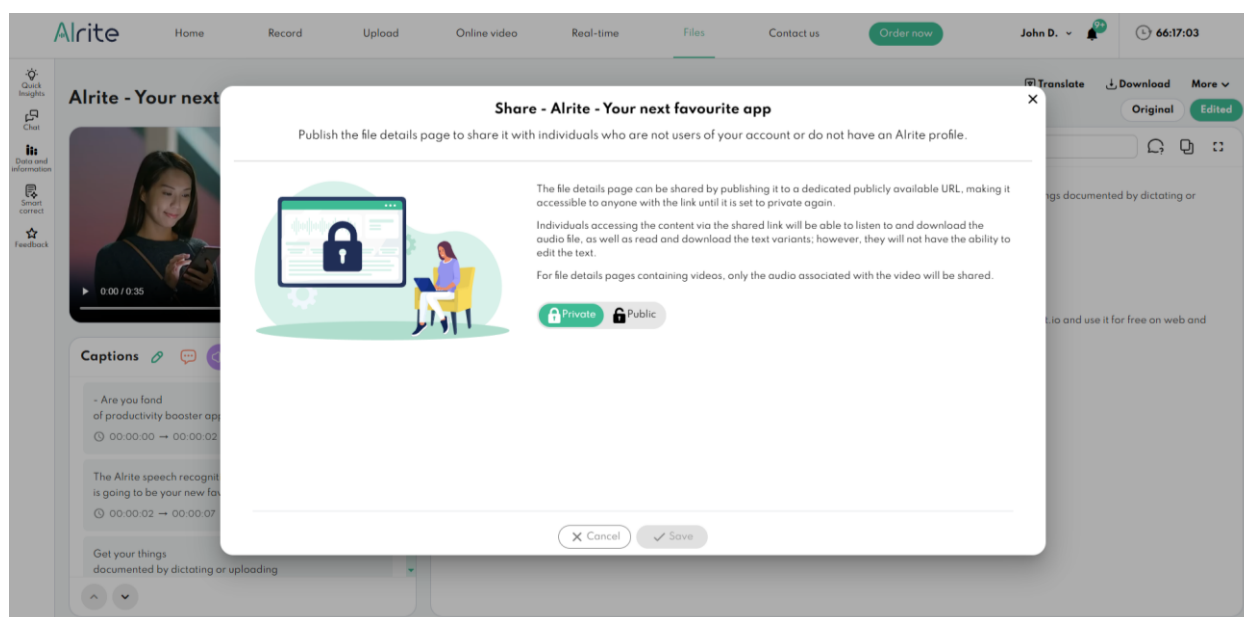 Alrite
Home
Record
Upload
Online video
Real-time
Files
Contact us
Order now
John D.
9+
66:17:03
Quick
Insights
Chat
Data and
information
Smart
correct
Feedback
Alrite - Your next
Translate
Download
More
Original
Edited
0:00 / 0:35
Captions
- Are you fond
of productivity booster app
00:00:00 → 00:00:02
The Alrite speech recognit
is going to be your new fav
00:00:02 → 00:00:07
Get your things
documented by dictating or uploading
ngs documented by dictating or
t.io and use it for free on web and
Share - Alrite - Your next favourite app
Publish the file details page to share it with individuals who are not users of your account or do not have an Alrite profile.
The file details page can be shared by publishing it to a dedicated publicly available URL, making it
accessible to anyone with the link until it is set to private again.
Individuals accessing the content via the shared link will be able to listen to and download the
audio file, as well as read and download the text variants; however, they will not have the ability to
edit the text.
For file details pages containing videos, only the audio associated with the video will be shared.
Private
Public
Cancel
Save